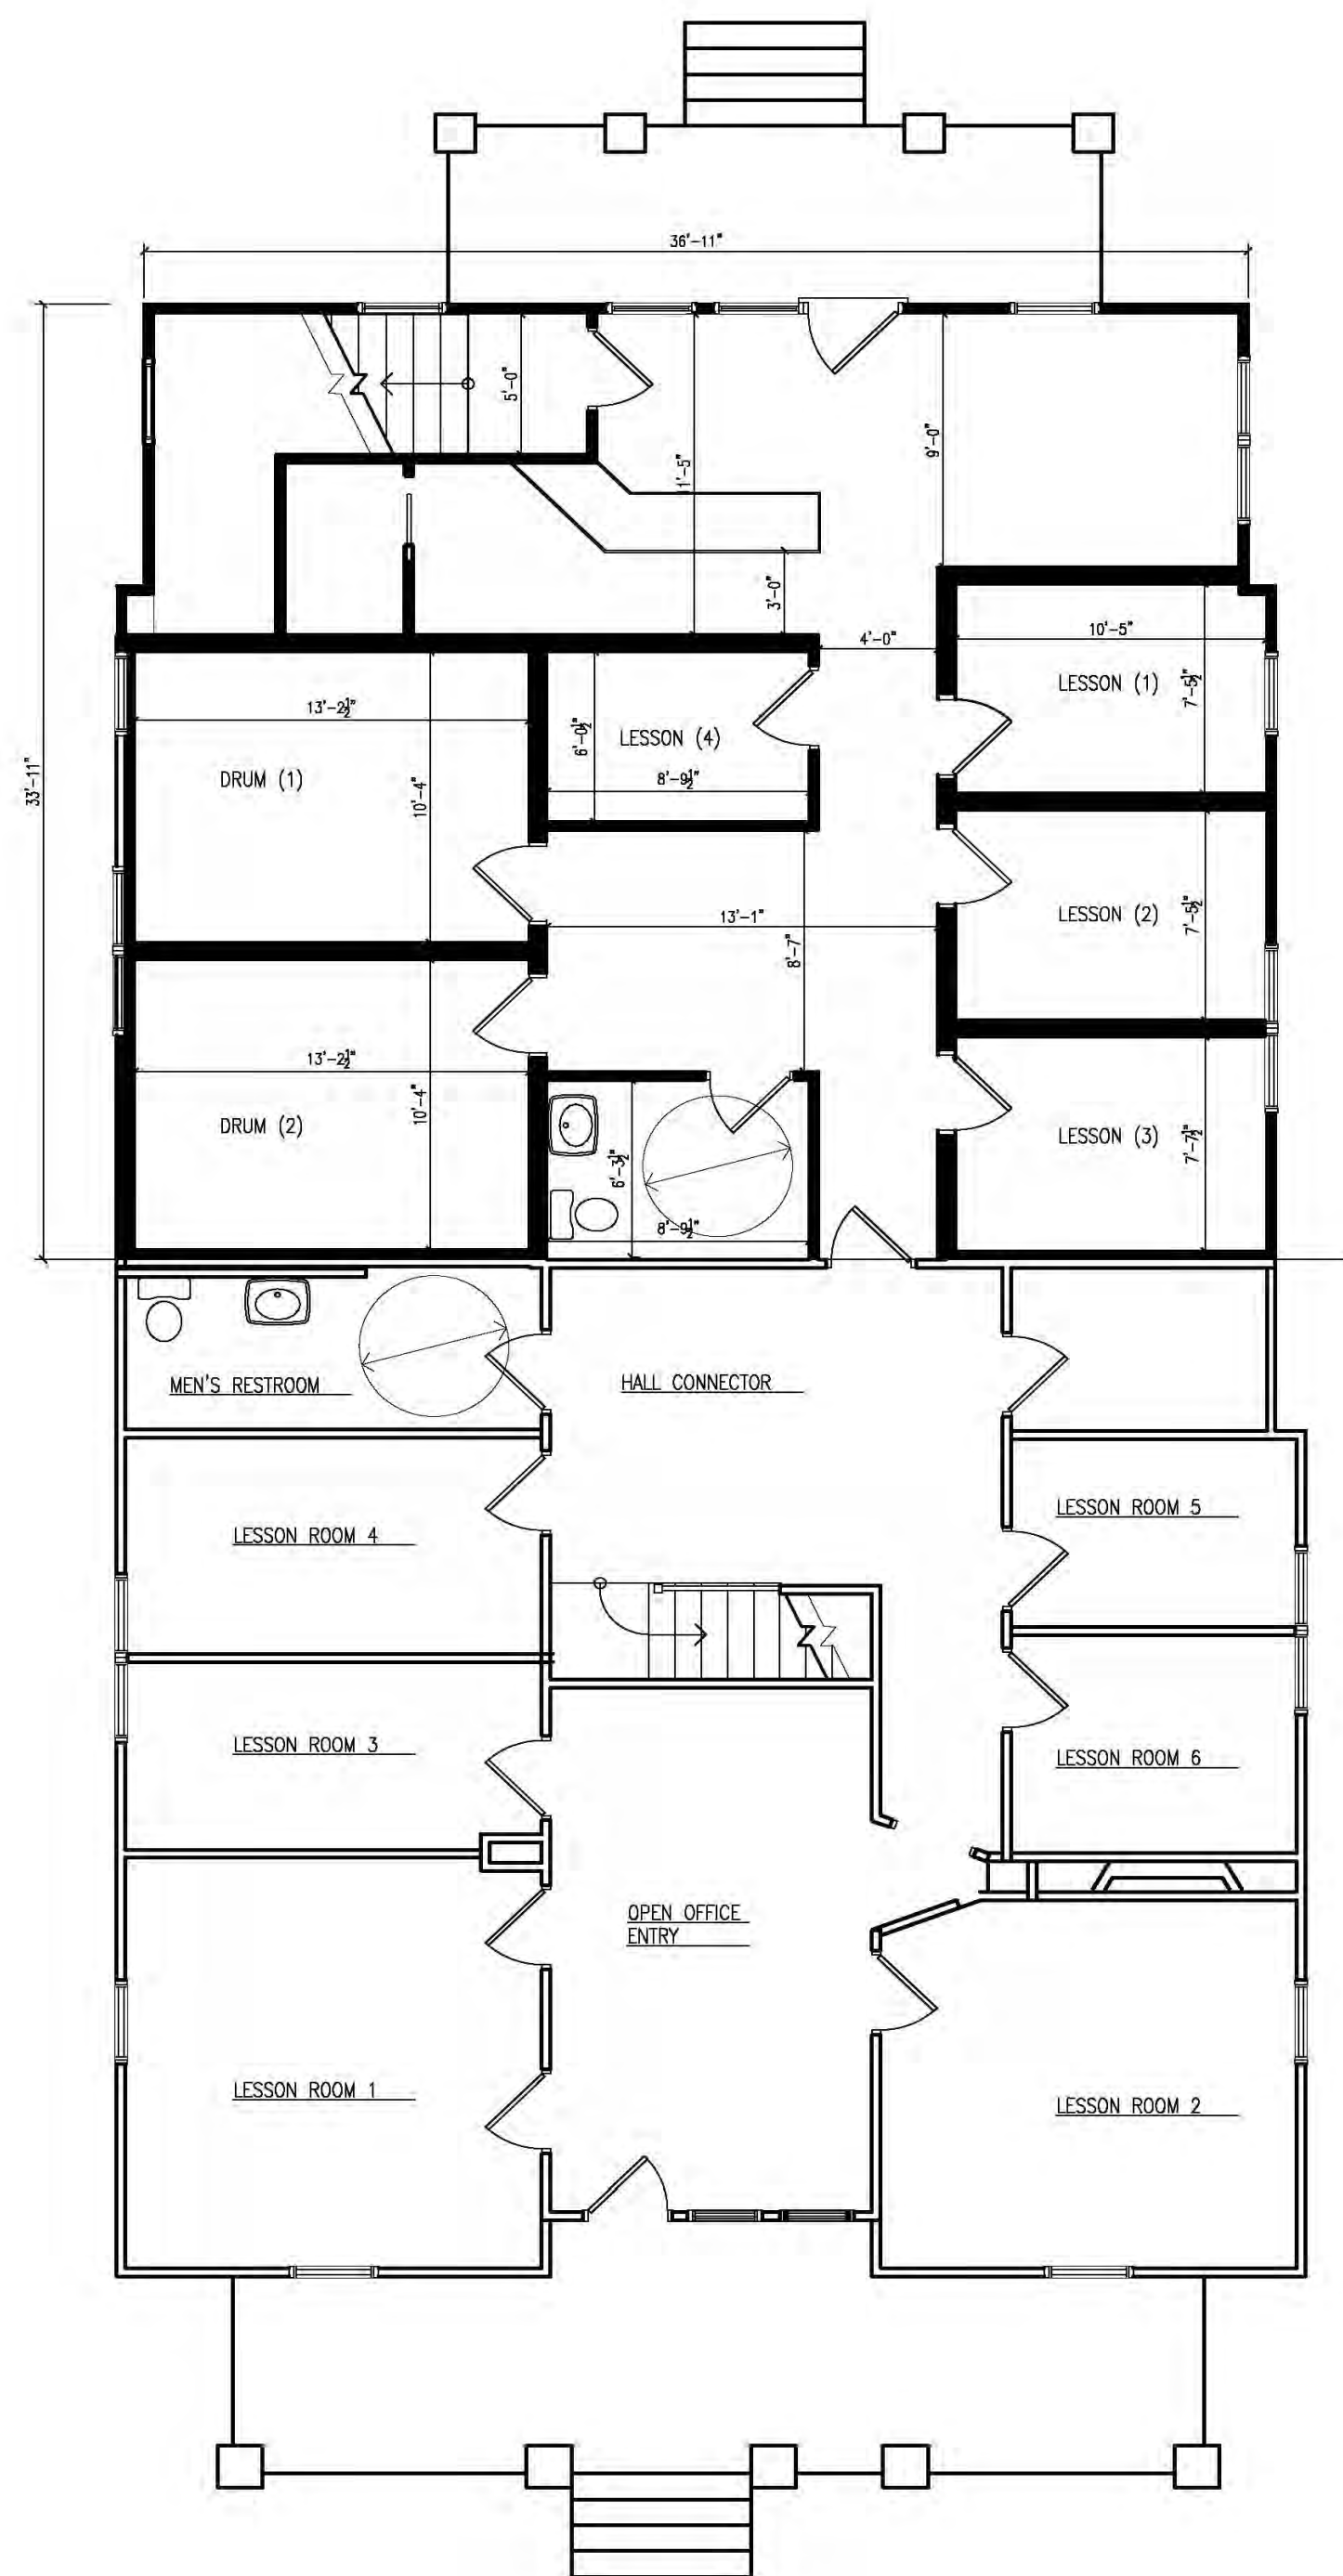 36'-11"
5'-0"
11'-5"
9'-0"
3'-0"
4'-0"
10'-5"
LESSON (1)
7'-5½"
33'-11"
13'-2½"
DRUM (1)
10'-4"
6'-0½"
LESSON (4)
8'-9½"
LESSON (2)
7'-5½"
13'-1"
8'-7"
13'-2½"
DRUM (2)
10'-4"
6'-3½"
8'-9½"
LESSON (3)
7'-7½"
MEN'S RESTROOM
HALL CONNECTOR
LESSON ROOM 4
LESSON ROOM 5
LESSON ROOM 3
LESSON ROOM 6
OPEN OFFICE
ENTRY
LESSON ROOM 1
LESSON ROOM 2